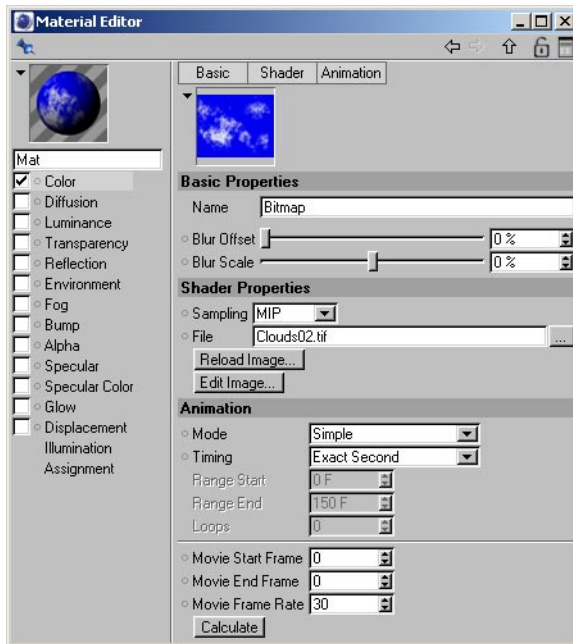 Material Editor
Basic Shader Animation
Mat
Color
Diffusion
Luminance
Transparency
Reflection
Environment
Fog
Bump
Alpha
Specular
Specular Color
Glow
Displacement
Illumination
Assignment
Basic Properties
Name Bitmap
Blur Offset 0 %
Blur Scale 0 %
Shader Properties
Sampling MIP
File Clouds02.tif ...
Reload Image...
Edit Image...
Animation
Mode Simple
Timing Exact Second
Range Start 0 F
Range End 150 F
Loops 0
Movie Start Frame 0
Movie End Frame 0
Movie Frame Rate 30
Calculate